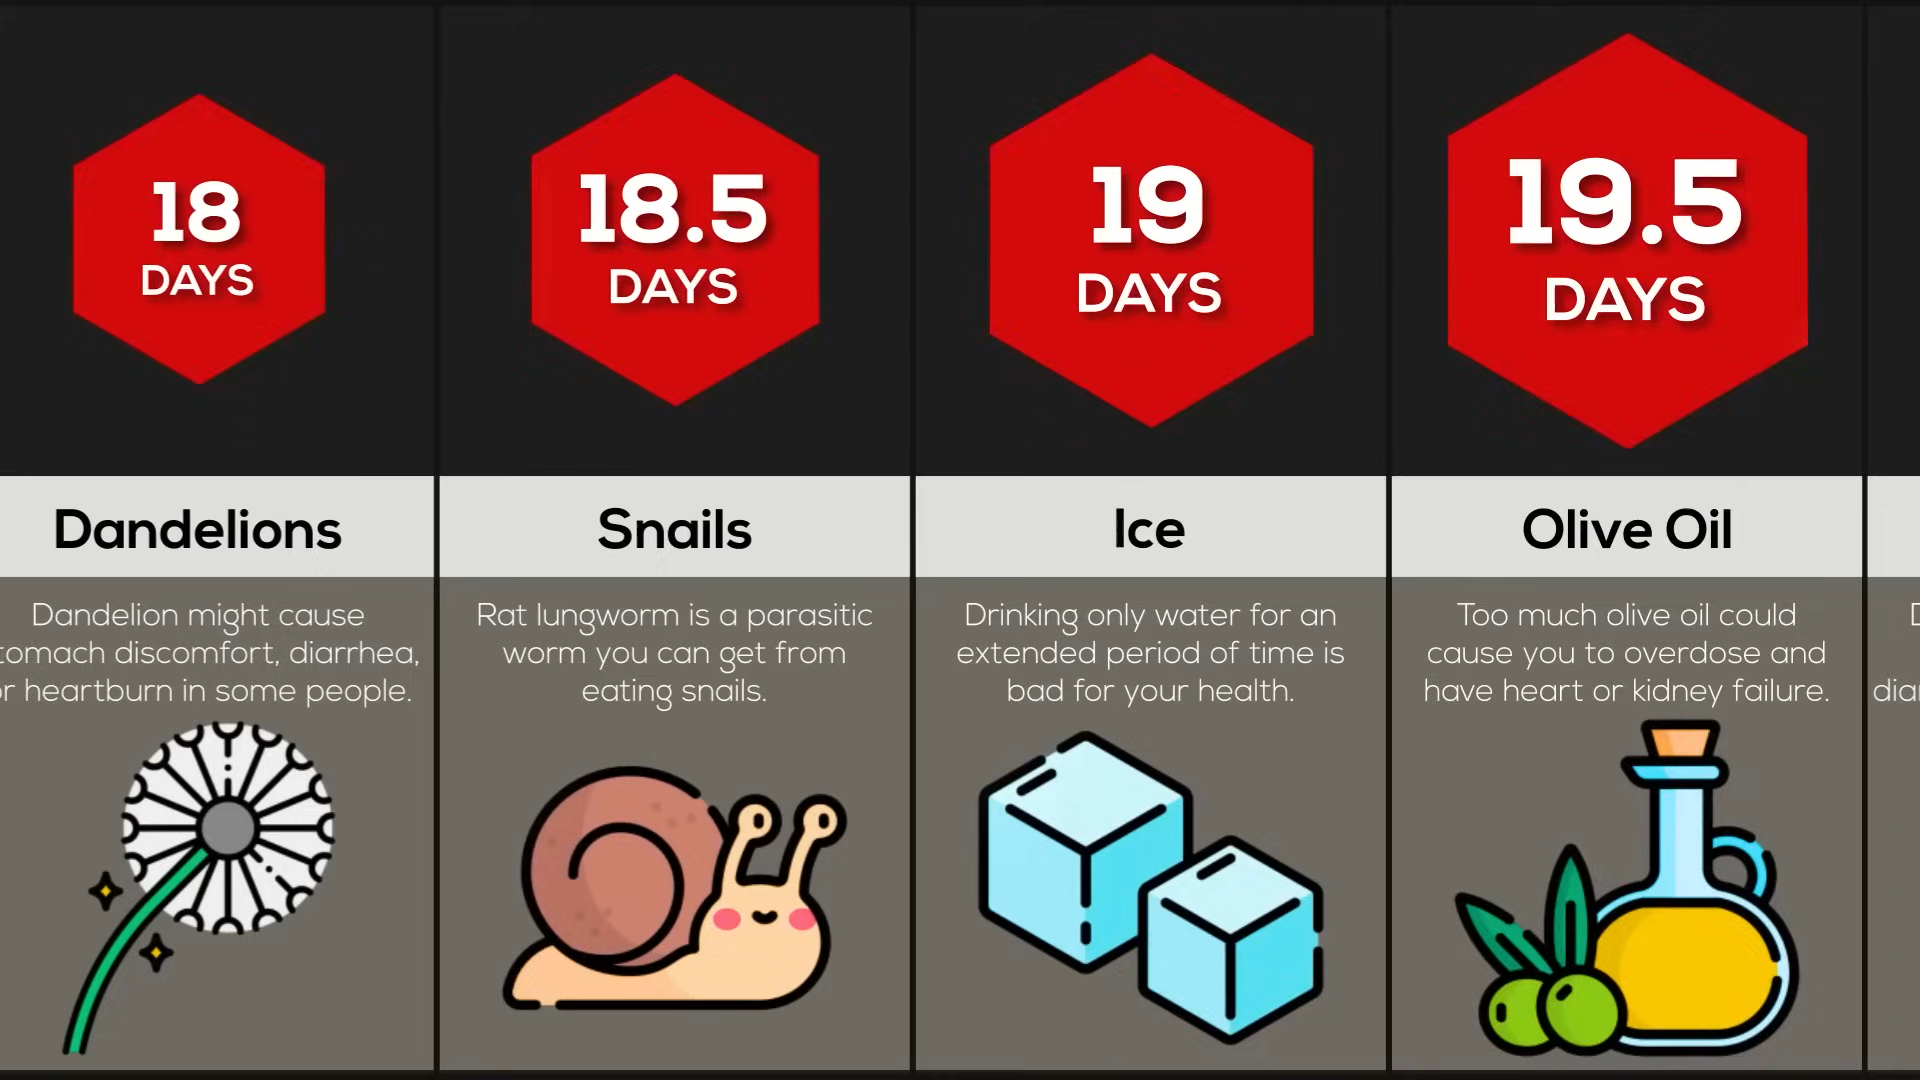 18
DAYS
Dandelions
Dandelion might cause
tomach discomfort, diarrhea,
or heartburn in some people.
18.5
DAYS
Snails
Rat lungworm is a parasitic
worm you can get from
eating snails.
19
DAYS
Ice
Drinking only water for an
extended period of time is
bad for your health.
19.5
DAYS
Olive Oil
Too much olive oil could
cause you to overdose and
have heart or kidney failure.